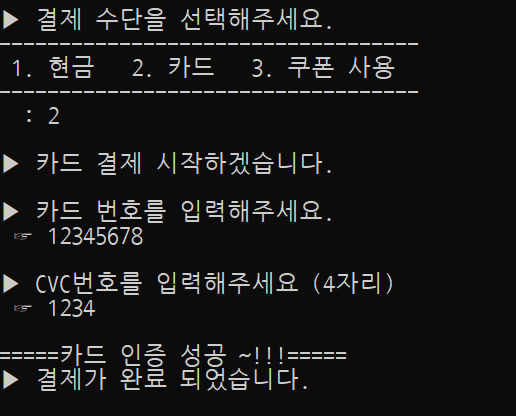 ▶ 결제 수단을 선택해주세요.
-----------------------------------
1. 현금   2. 카드   3. 쿠폰 사용
-----------------------------------
: 2
▶ 카드 결제 시작하겠습니다.
▶ 카드 번호를 입력해주세요.
☞ 12345678
▶ CVC번호를 입력해주세요 (4자리)
☞ 1234
=====카드 인증 성공 ~!!!=====
▶ 결제가 완료 되었습니다.